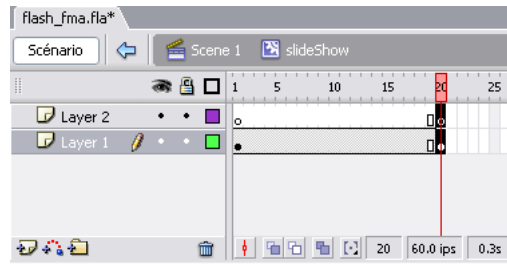 flash_fma.fla*
Scénario Scene 1 slideShow
1 5 10 15 20 25
Layer 2
Layer 1
20 60.0 ips 0.3s